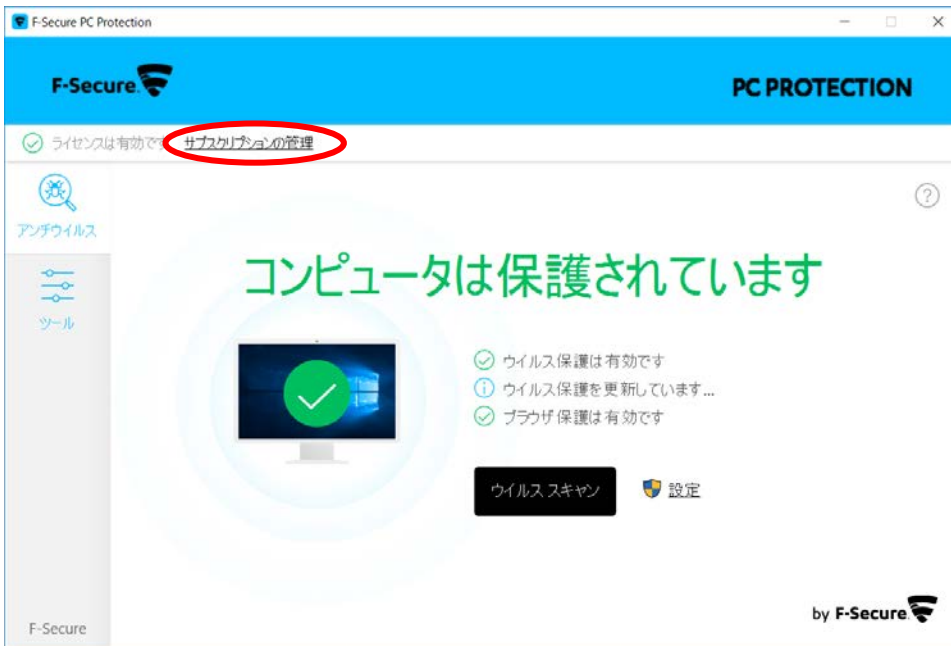 F-Secure PC Protection
F-Secure
PC PROTECTION
ライセンスは有効です サブスクリプションの管理
アンチウイルス
ツール
コンピュータは保護されています
ウイルス保護は有効です
ウイルス保護を更新しています...
ブラウザ保護は有効です
ウイルス スキャン 設定
by F-Secure
F-Secure